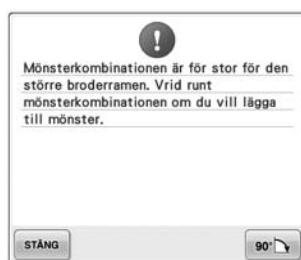 Mönsterkombinationen är för stor för den
större broderramen. Vrid runt
mönsterkombinationen om du vill lägga
till mönster.
STÄNG
90°